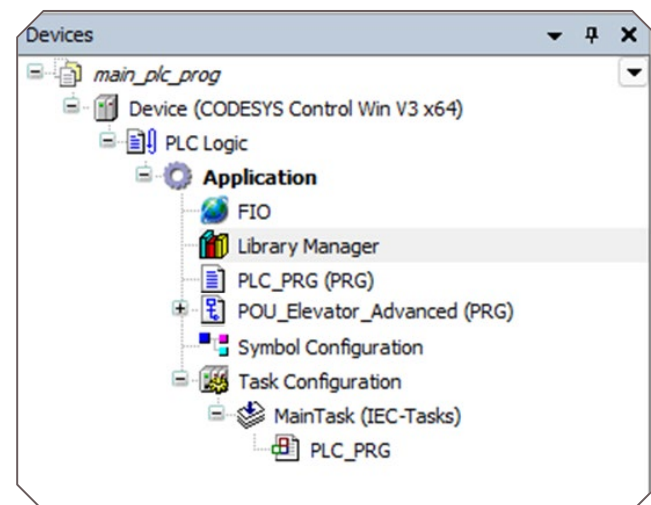 Devices
main_plc_prog
Device (CODESYS Control Win V3 x64)
PLC Logic
Application
FIO
Library Manager
PLC_PRG (PRG)
POU_Elevator_Advanced (PRG)
Symbol Configuration
Task Configuration
MainTask (IEC-Tasks)
PLC_PRG